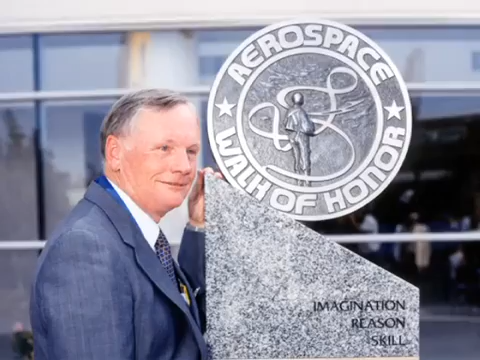 AEROSPACE
WALK OF HONOR
IMAGINATION
REASON
SKILL